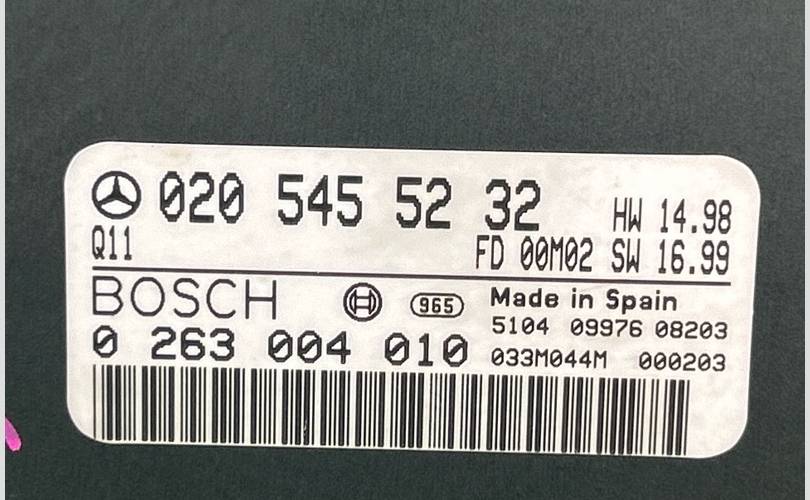 020 545 52 32 HW 14.98
Q11 FD 00M02 SW 16.99
BOSCH 965 Made in Spain
5104 09976 08203
0 263 004 010 033M044M 000203